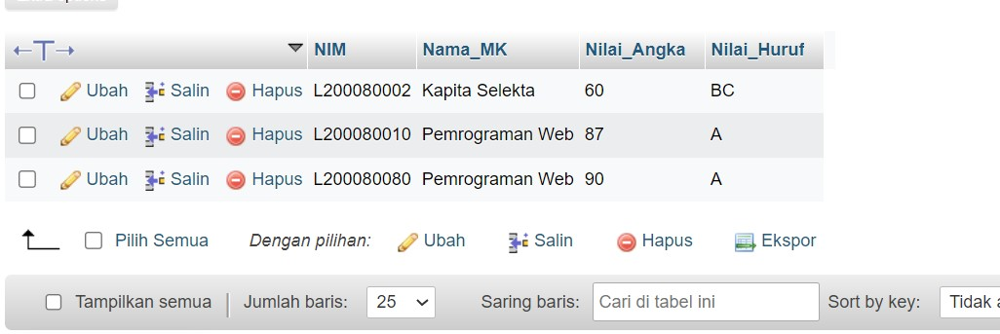 NIM Nama_MK Nilai_Angka Nilai_Huruf
Ubah Salin Hapus L200080002 Kapita Selekta 60 BC
Ubah Salin Hapus L200080010 Pemrograman Web 87 A
Ubah Salin Hapus L200080080 Pemrograman Web 90 A
Pilih Semua Dengan pilihan: Ubah Salin Hapus Ekspor
Tampilkan semua Jumlah baris: 25 Saring baris: Cari di tabel ini Sort by key: Tidak